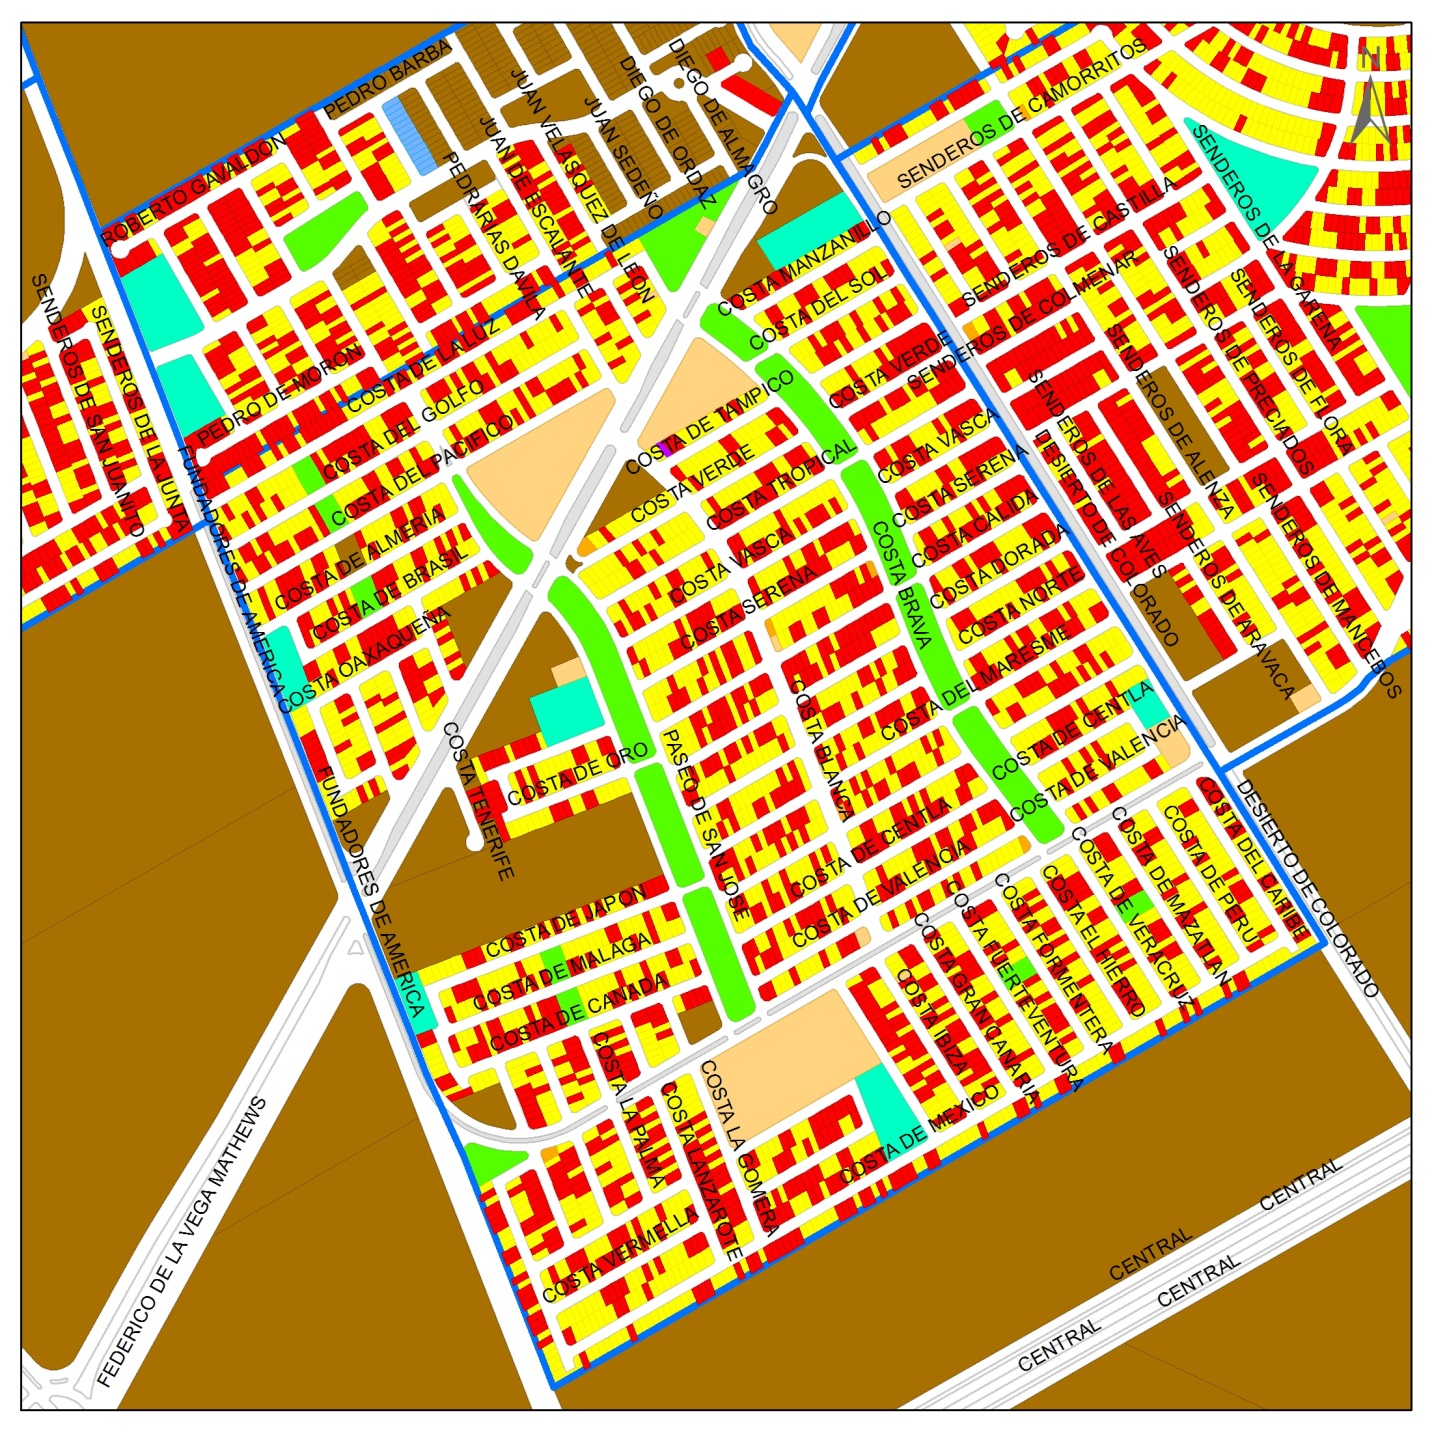 PEDRO BARBA
DIEGO DE ALMAGRO
DIEGO DE ORDAZ
JUAN VELASQUEZ DE LEON
JUAN SEDEÑO
JUAN DE ESCALANTE
PEDRARIAS DAVILA
ROBERTO GAVALDON
SENDEROS DE CAMORRITOS
N
SENDEROS DE LA GARENA
SENDEROS DE CASTILLA
COSTA MANZANILLO
COSTA DEL SOL
SENDEROS DE COLMENAR
SENDEROS DE PRECIADOS
SENDEROS DE FLORA
SENDEROS DE SAN JUANITO
SENDEROS DE LA JUNTA
COSTA DE LA LUZ
PEDRO DE MORON
COSTA DEL GOLFO
COSTA DEL PACIFICO
COSTA VERDE
SENDEROS DE ALENZA
SENDEROS DE LAS AVES
DESIERTO DE COLORADO
COSTA DE TAMPICO
COSTA VERDE
COSTA TROPICAL
COSTA VASCA
COSTA SERENA
COSTA CALIDA
COSTA DORADA
COSTA NORTE
COSTA BRAVA
SENDEROS DE ARAVACA
SENDEROS DE MANCEBOS
FUNDADORES DE AMERICA
COSTA DE ALMERIA
COSTA DE BRASIL
COSTA OAXAQUEÑA
COSTA VASCA
COSTA SERENA
COSTA DEL MARESME
COSTA DE CENTLA
COSTA DE VALENCIA
COSTA BLANCA
PASEO DE SAN JOSE
COSTA DE ORO
COSTA TENERIFE
FUNDADORES DE AMERICA
COSTA DE CENTLA
COSTA DE VALENCIA
DESIERTO DE COLORADO
COSTA DEL CARIBE
COSTA DE PERU
COSTA DE MAZATLAN
COSTA DE VERACRUZ
COSTA EL HIERRO
COSTA FORMENTERA
COSTA FUERTEVENTURA
COSTA GRAN CANARIA
COSTA IBIZA
COSTA DE JAPON
COSTA DE MALAGA
COSTA DE CANADA
COSTA LA PALMA
COSTA LANZAROTE
COSTA LA GOMERA
COSTA DE MEXICO
COSTA VERMELLA
FEDERICO DE LA VEGA MATHEWS
CENTRAL
CENTRAL
CENTRAL
CENTRAL